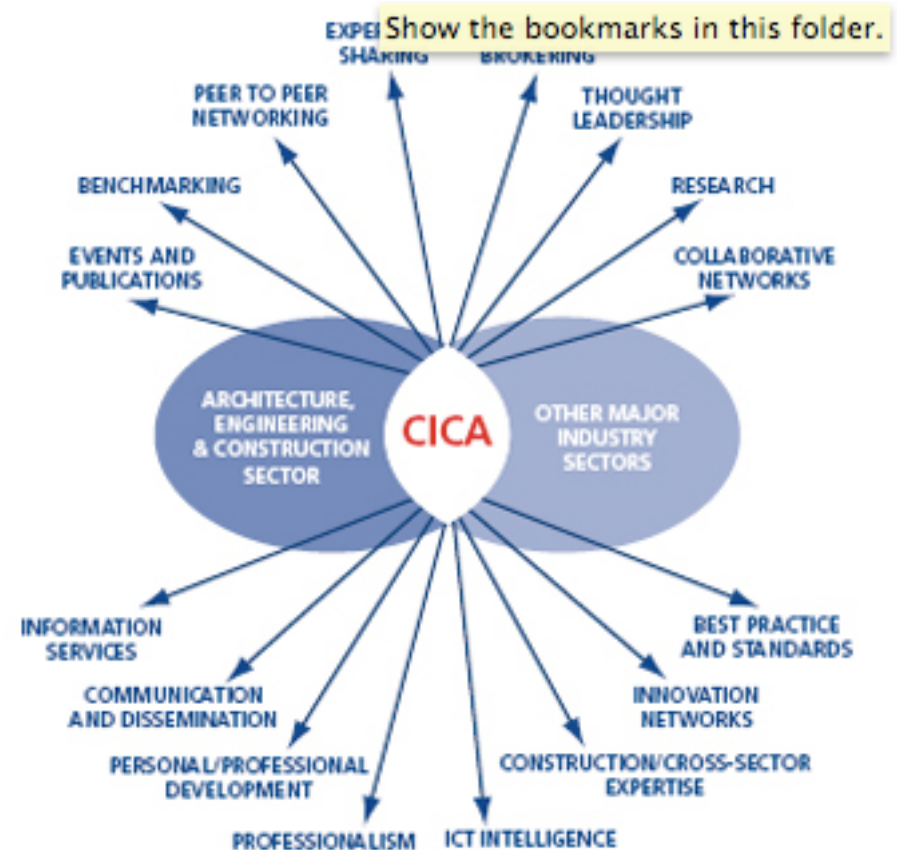 Show the bookmarks in this folder.
SHARING
BROKERING
PEER TO PEER
NETWORKING
THOUGHT
LEADERSHIP
BENCHMARKING
RESEARCH
EVENTS AND
PUBLICATIONS
COLLABORATIVE
NETWORKS
ARCHITECTURE,
ENGINEERING
& CONSTRUCTION
SECTOR
CICA
OTHER MAJOR
INDUSTRY
SECTORS
INFORMATION
SERVICES
BEST PRACTICE
AND STANDARDS
COMMUNICATION
AND DISSEMINATION
INNOVATION
NETWORKS
PERSONAL/PROFESSIONAL
DEVELOPMENT
CONSTRUCTION/CROSS-SECTOR
EXPERTISE
PROFESSIONALISM
ICT INTELLIGENCE